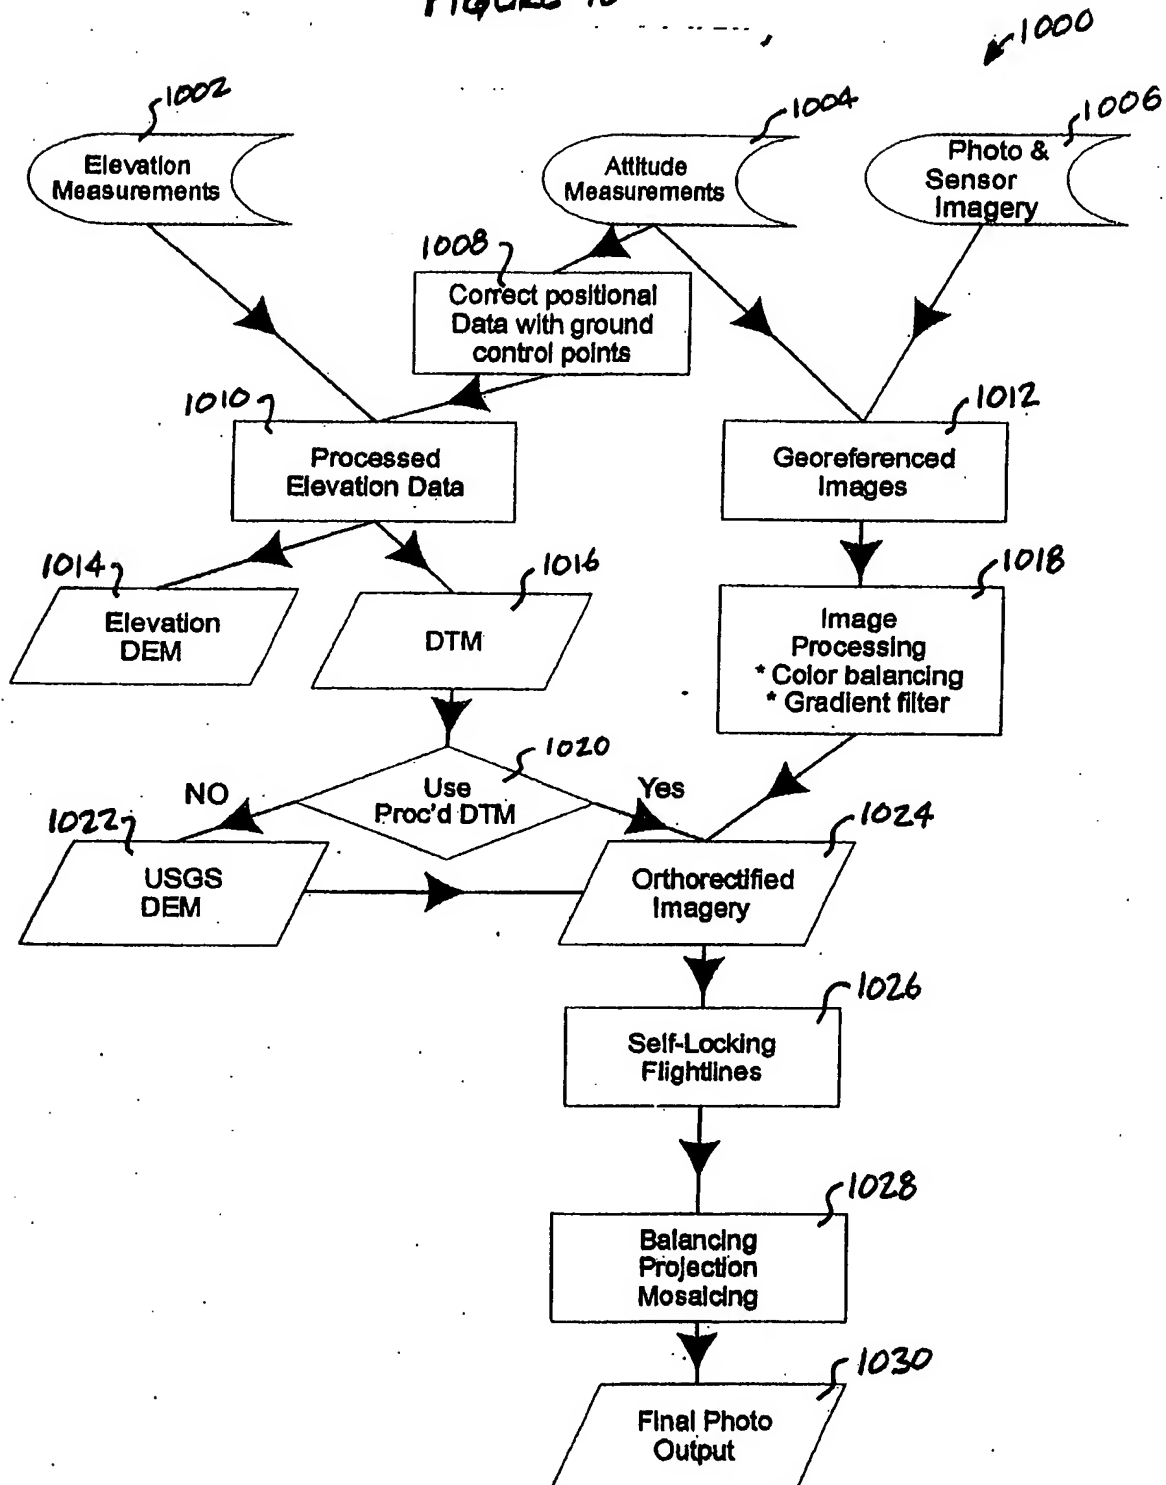 FIGURE 10
1000
1002
1004
1006
Elevation
Measurements
Attitude
Measurements
Photo &
Sensor
Imagery
1008
Correct positional
Data with ground
control points
1010
1012
Processed
Elevation Data
Georeferenced
Images
1014
1016
1018
Elevation
DEM
DTM
Image
Processing
* Color balancing
* Gradient filter
1020
NO
Use
Proc'd DTM
Yes
1022
1024
USGS
DEM
Orthorectified
Imagery
1026
Self-Locking
Flightlines
1028
Balancing
Projection
Mosaicing
1030
Final Photo
Output